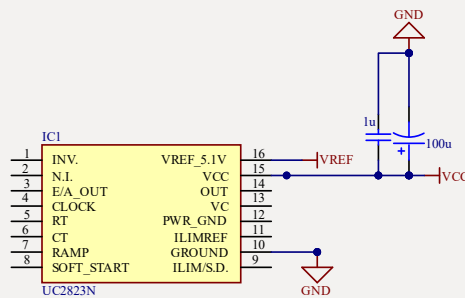 GND
1u
100u
IC1
1 INV. VREF_5.1V 16 VREF
2 N.I. VCC 15 VCC
3 E/A_OUT OUT 14
4 CLOCK VC 13
5 RT PWR_GND 12
6 CT ILIMREF 11
7 RAMP GROUND 10
8 SOFT_START ILIM/S.D. 9
UC2823N
GND